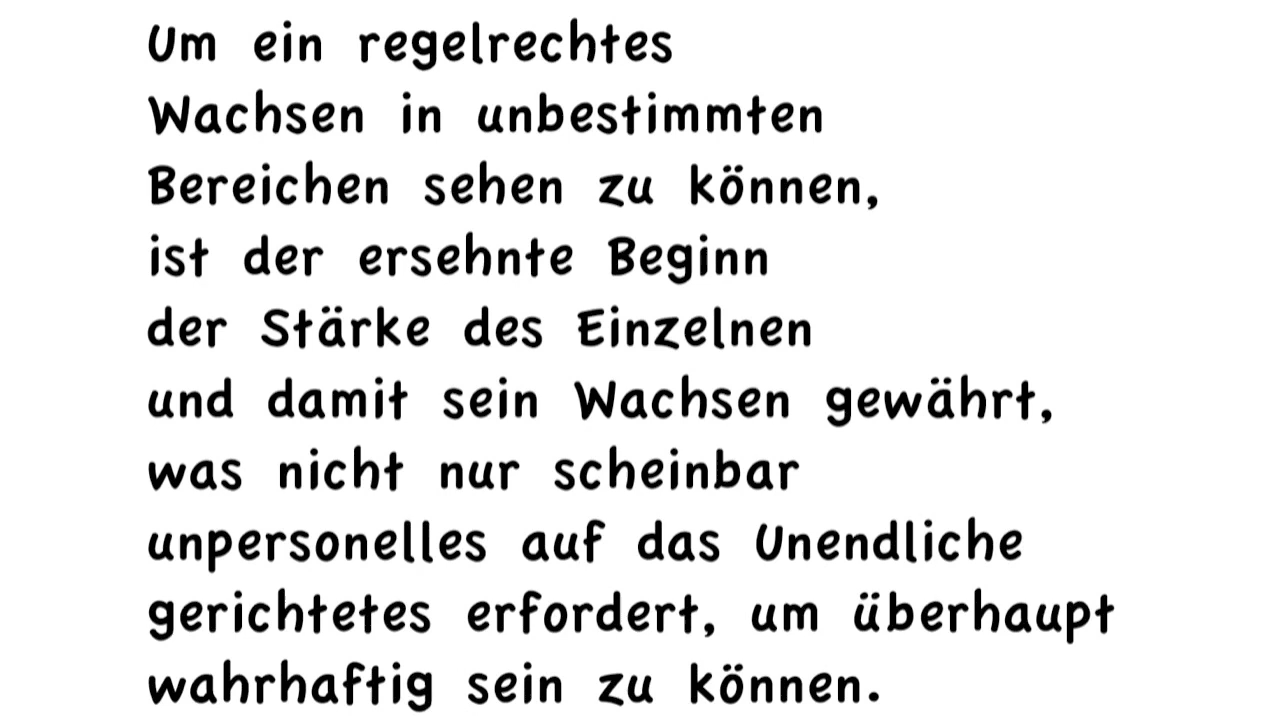 Um ein regelrechtes
Wachsen in unbestimmten
Bereichen sehen zu können,
ist der ersehnte Beginn
der Stärke des Einzelnen
und damit sein Wachsen gewährt,
was nicht nur scheinbar
unpersonelles auf das Unendliche
gerichtetes erfordert, um überhaupt
wahrhaftig sein zu können.